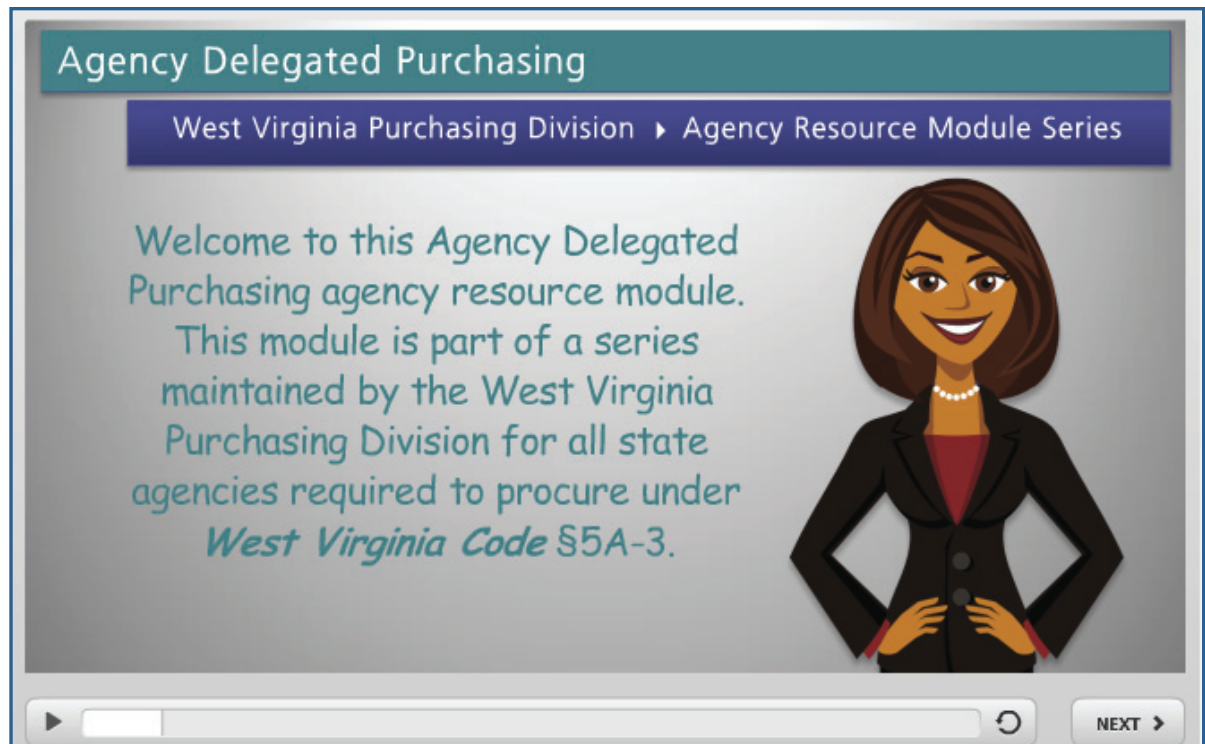 Agency Delegated Purchasing
West Virginia Purchasing Division ▸ Agency Resource Module Series
Welcome to this Agency Delegated
Purchasing agency resource module.
This module is part of a series
maintained by the West Virginia
Purchasing Division for all state
agencies required to procure under
West Virginia Code §5A-3.
NEXT >